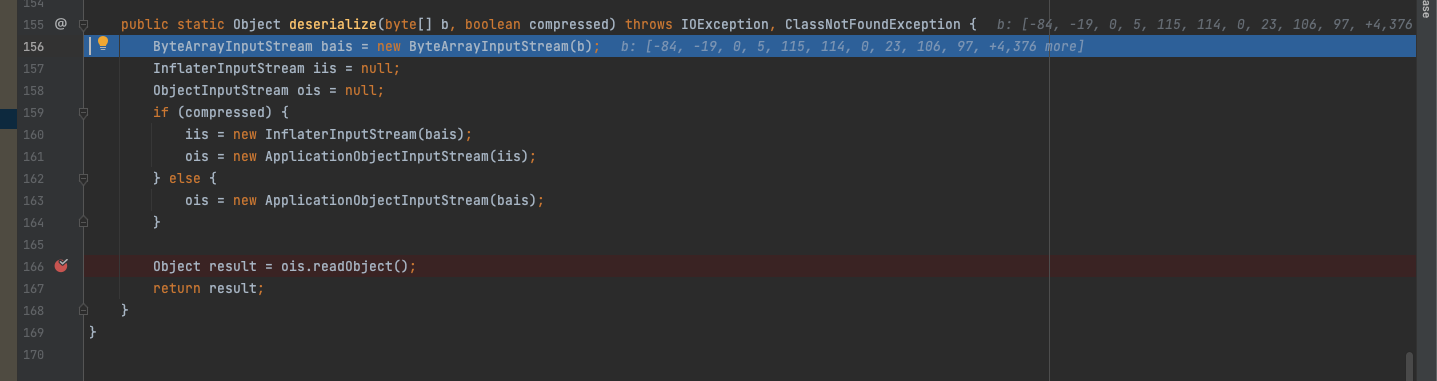 154
155 @ public static Object deserialize(byte[] b, boolean compressed) throws IOException, ClassNotFoundException { b: [-84, -19, 0, 5, 115, 114, 0, 23, 106, 97, +4,376
156 ByteArrayInputStream bais = new ByteArrayInputStream(b); b: [-84, -19, 0, 5, 115, 114, 0, 23, 106, 97, +4,376 more]
157 InflaterInputStream iis = null;
158 ObjectInputStream ois = null;
159 if (compressed) {
160 iis = new InflaterInputStream(bais);
161 ois = new ApplicationObjectInputStream(iis);
162 } else {
163 ois = new ApplicationObjectInputStream(bais);
164 }
165
166 Object result = ois.readObject();
167 return result;
168 }
169 }
170
ase